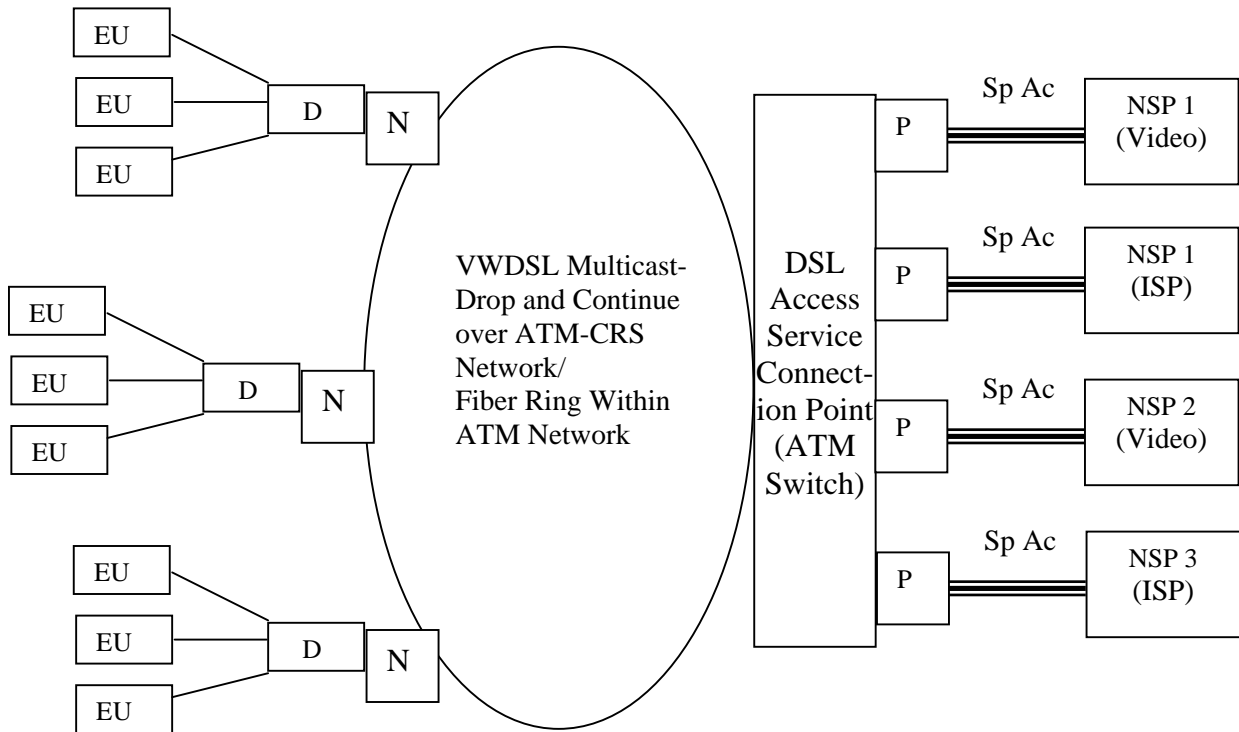 EU
EU
EU
D
N
EU
EU
EU
D
N
EU
EU
EU
D
N
VWDSL Multicast-
Drop and Continue
over ATM-CRS
Network/
Fiber Ring Within
ATM Network
DSL
Access
Service
Connect-
ion Point
(ATM
Switch)
P
Sp Ac
NSP 1
(Video)
P
Sp Ac
NSP 1
(ISP)
P
Sp Ac
NSP 2
(Video)
P
Sp Ac
NSP 3
(ISP)